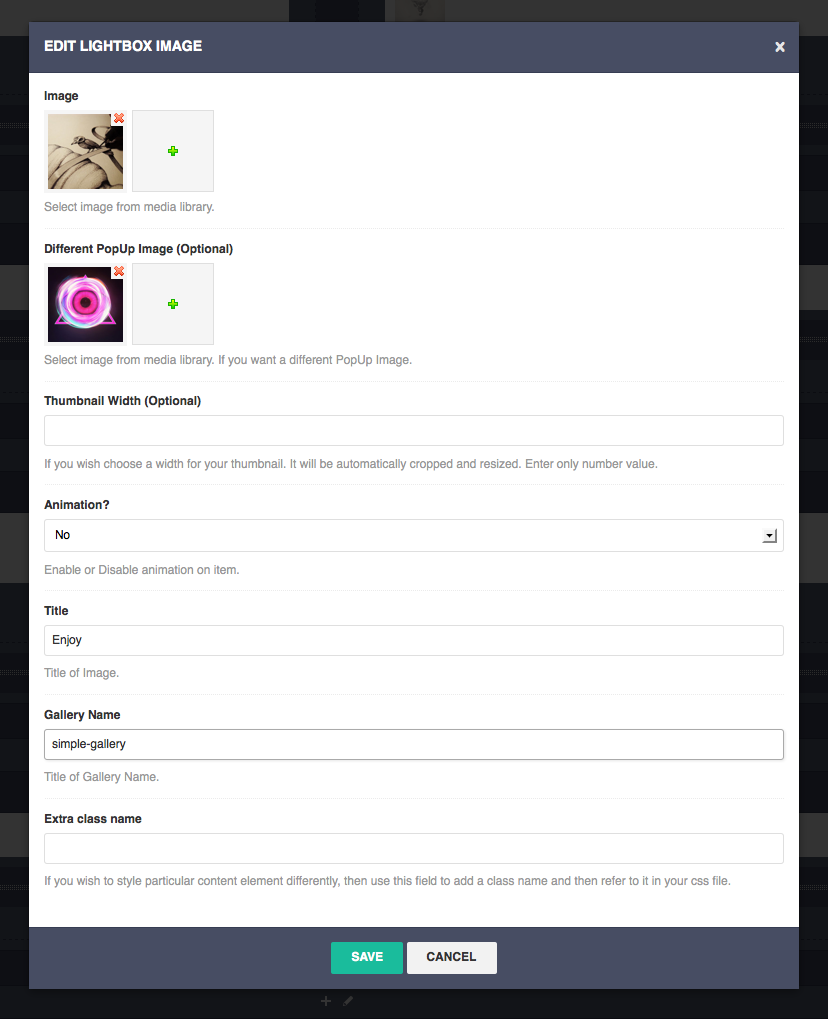 EDIT LIGHTBOX IMAGE
Image
Select image from media library.
Different PopUp Image (Optional)
Select image from media library. If you want a different PopUp Image.
Thumbnail Width (Optional)
If you wish choose a width for your thumbnail. It will be automatically cropped and resized. Enter only number value.
Animation?
No
Enable or Disable animation on item.
Title
Enjoy
Title of Image.
Gallery Name
simple-gallery
Title of Gallery Name.
Extra class name
If you wish to style particular content element differently, then use this field to add a class name and then refer to it in your css file.
SAVE CANCEL